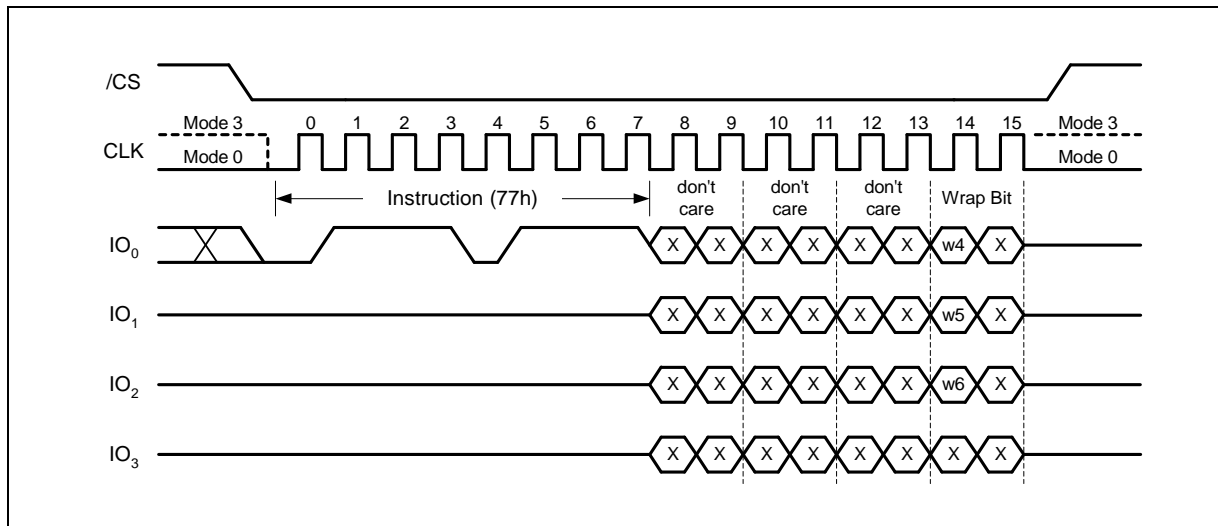 /CS
Mode 3 0 1 2 3 4 5 6 7 8 9 10 11 12 13 14 15 Mode 3
CLK
Mode 0 Mode 0
Instruction (77h) don't care don't care don't care Wrap Bit
IO0 X X X X X X X w4 X
IO1 X X X X X X w5 X
IO2 X X X X X X w6 X
IO3 X X X X X X X X